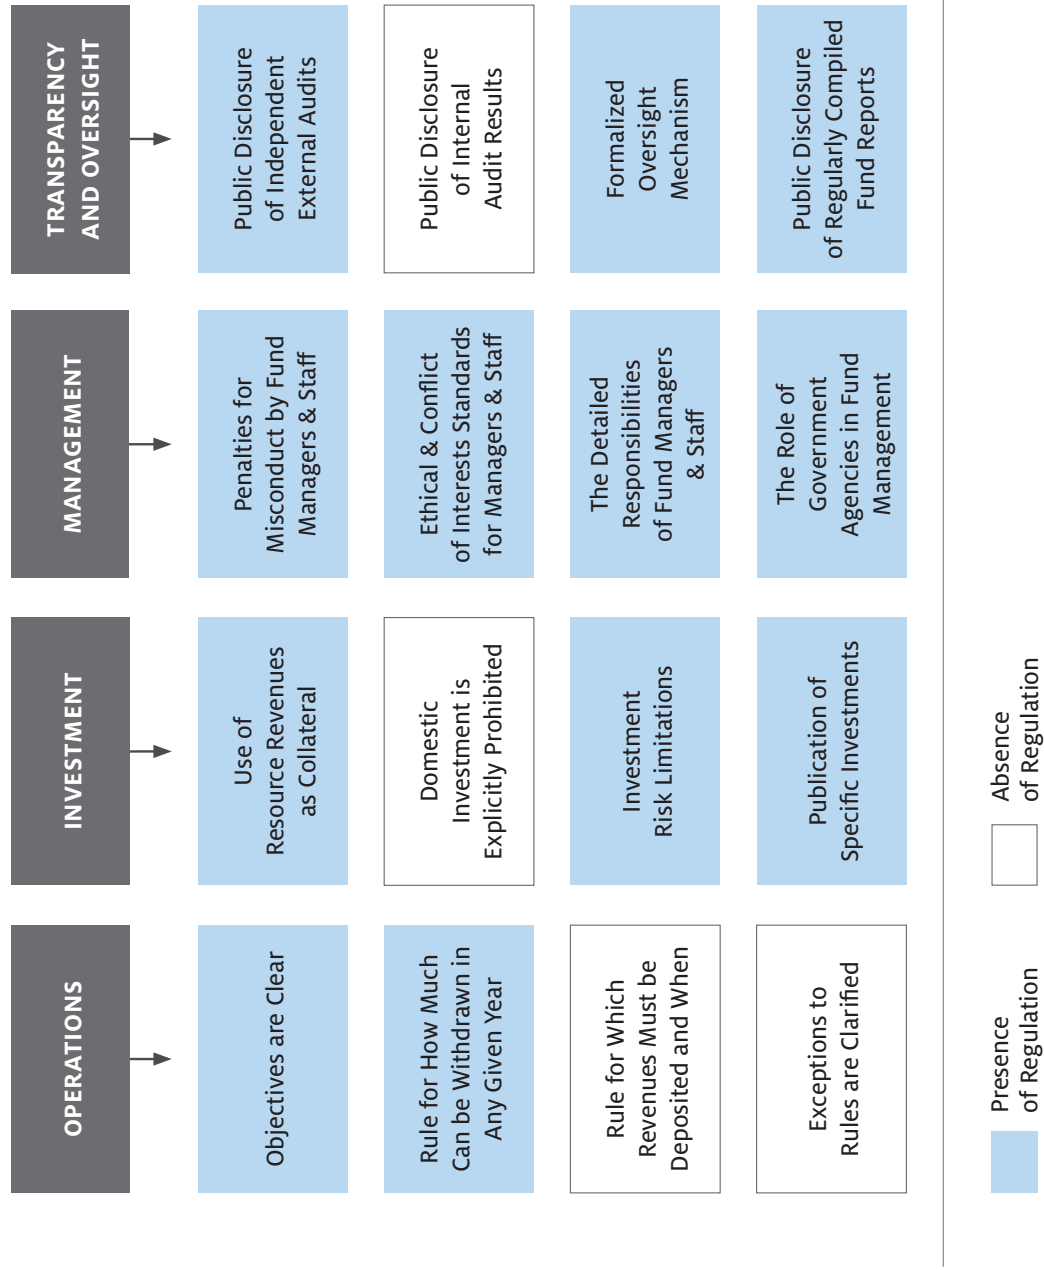 OPERATIONS
Objectives are Clear
Rule for How Much
Can be Withdrawn in
Any Given Year
Rule for Which
Revenues Must be
Deposited and When
Exceptions to
Rules are Clarified
INVESTMENT
Use of
Resource Revenues
as Collateral
Domestic
Investment is
Explicitly Prohibited
Investment
Risk Limitations
Publication of
Specific Investments
MANAGEMENT
Penalties for
Misconduct by Fund
Managers & Staff
Ethical & Conflict
of Interests Standards
for Managers & Staff
The Detailed
Responsibilities
of Fund Managers
& Staff
The Role of
Government
Agencies in Fund
Management
TRANSPARENCY
AND OVERSIGHT
Public Disclosure
of Independent
External Audits
Public Disclosure
of Internal
Audit Results
Formalized
Oversight
Mechanism
Public Disclosure
of Regularly Compiled
Fund Reports
Presence
of Regulation
Absence
of Regulation